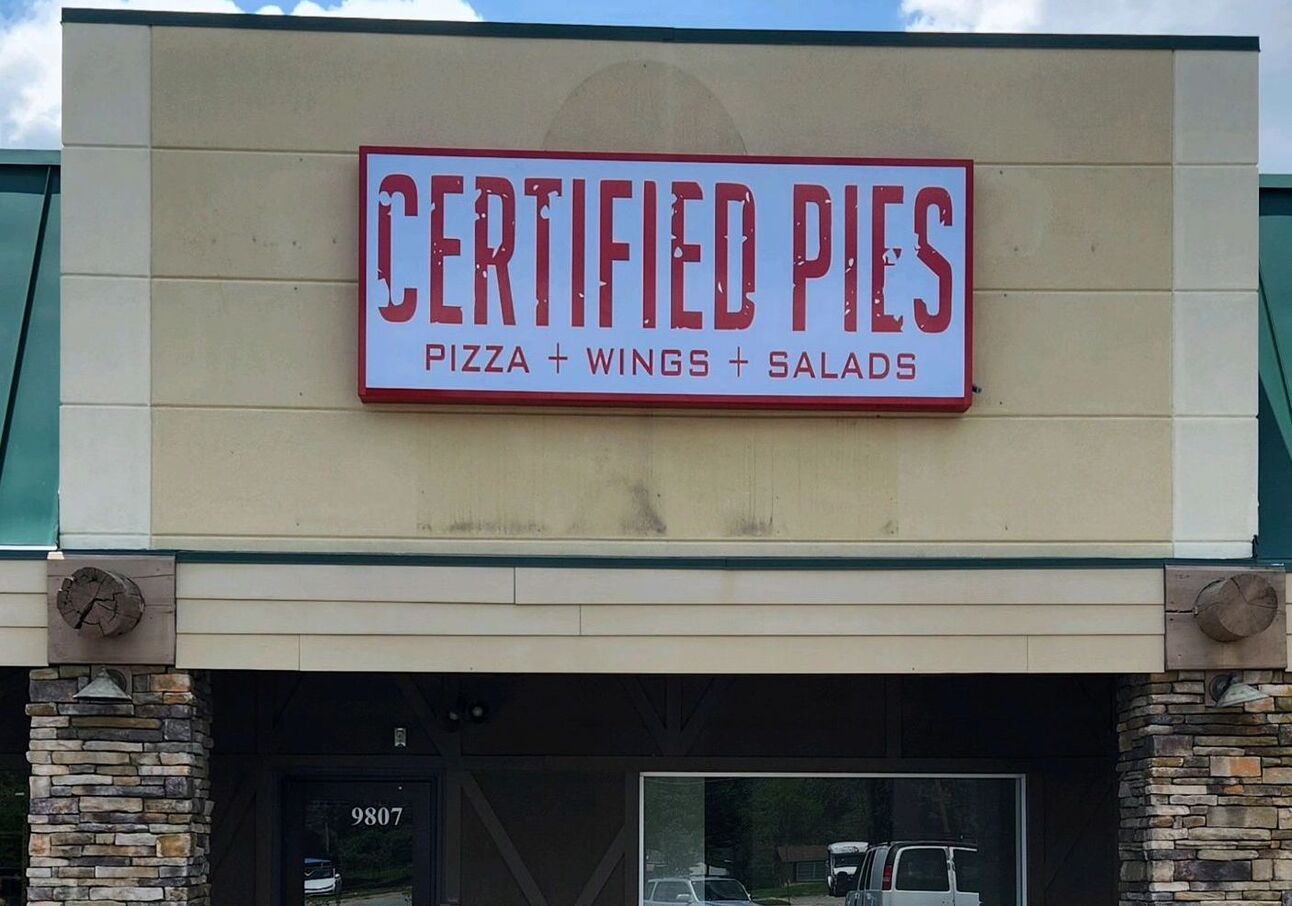 CERTIFIED PIES
PIZZA + WINGS + SALADS
9807